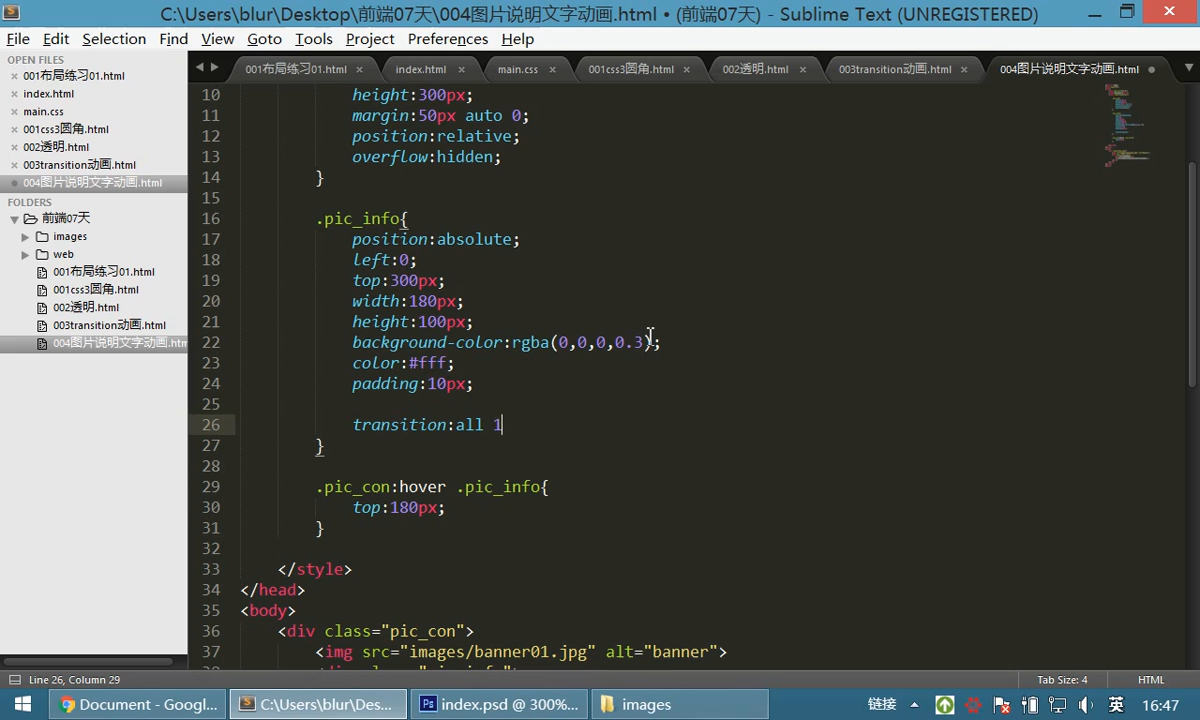 C:\Users\blur\Desktop\前端07天\004图片说明文字动画.html • (前端07天) - Sublime Text (UNREGISTERED)
File Edit Selection Find View Goto Tools Project Preferences Help
OPEN FILES
001布局练习01.html
index.html
main.css
001css3圆角.html
002透明.html
003transition动画.html
004图片说明文字动画.html
FOLDERS
前端07天
images
web
001布局练习01.html
001css3圆角.html
002透明.html
003transition动画.html
004图片说明文字动画.htm
001布局练习01.html index.html main.css 001css3圆角.html 002透明.html 003transition动画.html 004图片说明文字动画.html
10 height:300px;
11 margin:50px auto 0;
12 position:relative;
13 overflow:hidden;
14 }
15
16 .pic_info{
17 position:absolute;
18 left:0;
19 top:300px;
20 width:180px;
21 height:100px;
22 background-color:rgba(0,0,0,0.3);
23 color:#fff;
24 padding:10px;
25
26 transition:all 1
27 }
28
29 .pic_con:hover .pic_info{
30 top:180px;
31 }
32
33 </style>
34 </head>
35 <body>
36 <div class="pic_con">
37 <img src="images/banner01.jpg" alt="banner">
Line 26, Column 29 Tab Size: 4 HTML
Document - Googl... C:\Users\blur\Des... index.psd @ 300%... images 链接 英 16:47